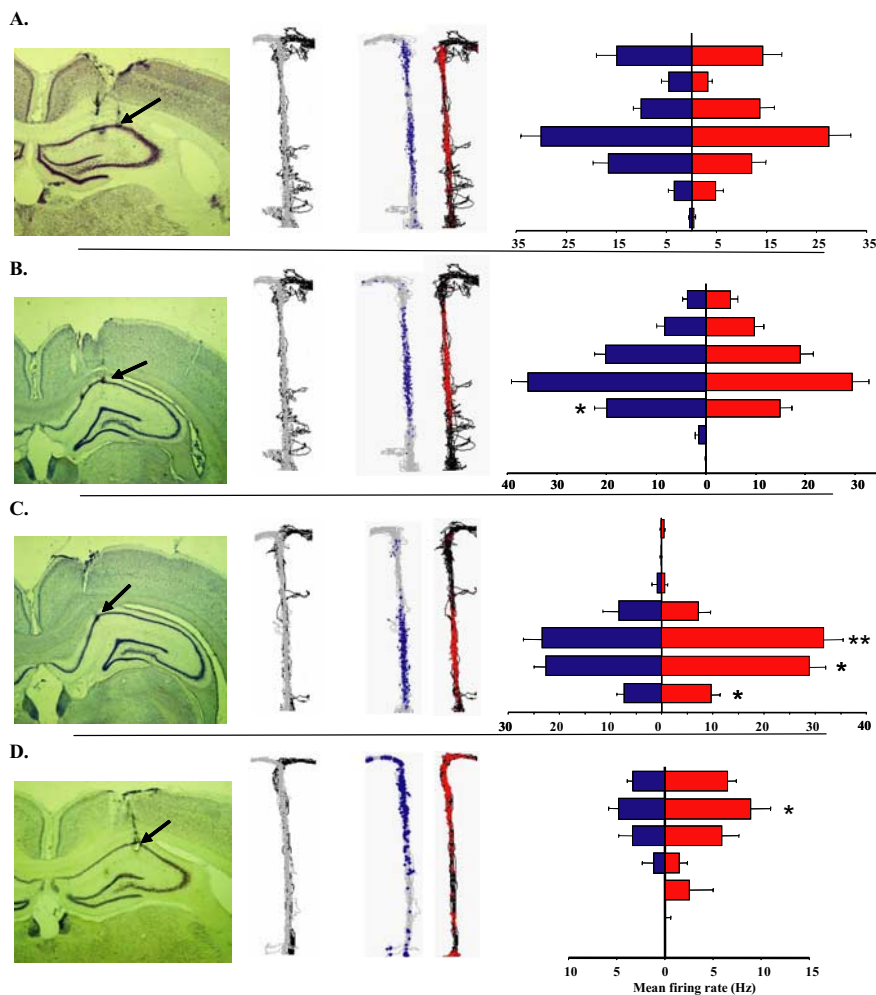 A.
35 25 15 5 5 15 25 35
B.
*
40 30 20 10 0 10 20 30
C.
**
*
*
30 20 10 0 10 20 30 40
D.
*
10 5 0 5 10 15
Mean firing rate (Hz)